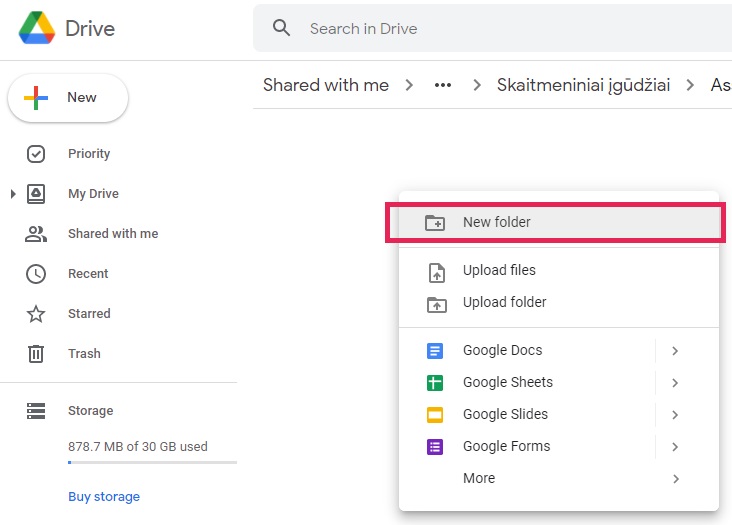 Drive
Search in Drive
New
Shared with me > ••• > Skaitmeniniai įgūdžiai > As
Priority
My Drive
Shared with me
Recent
Starred
Trash
Storage
878.7 MB of 30 GB used
Buy storage
New folder
Upload files
Upload folder
Google Docs
Google Sheets
Google Slides
Google Forms
More